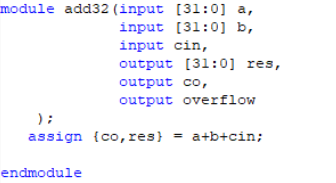 module add32(input [31:0] a,
input [31:0] b,
input cin,
output [31:0] res,
output co,
output overflow
);
assign {co,res} = a+b+cin;
endmodule